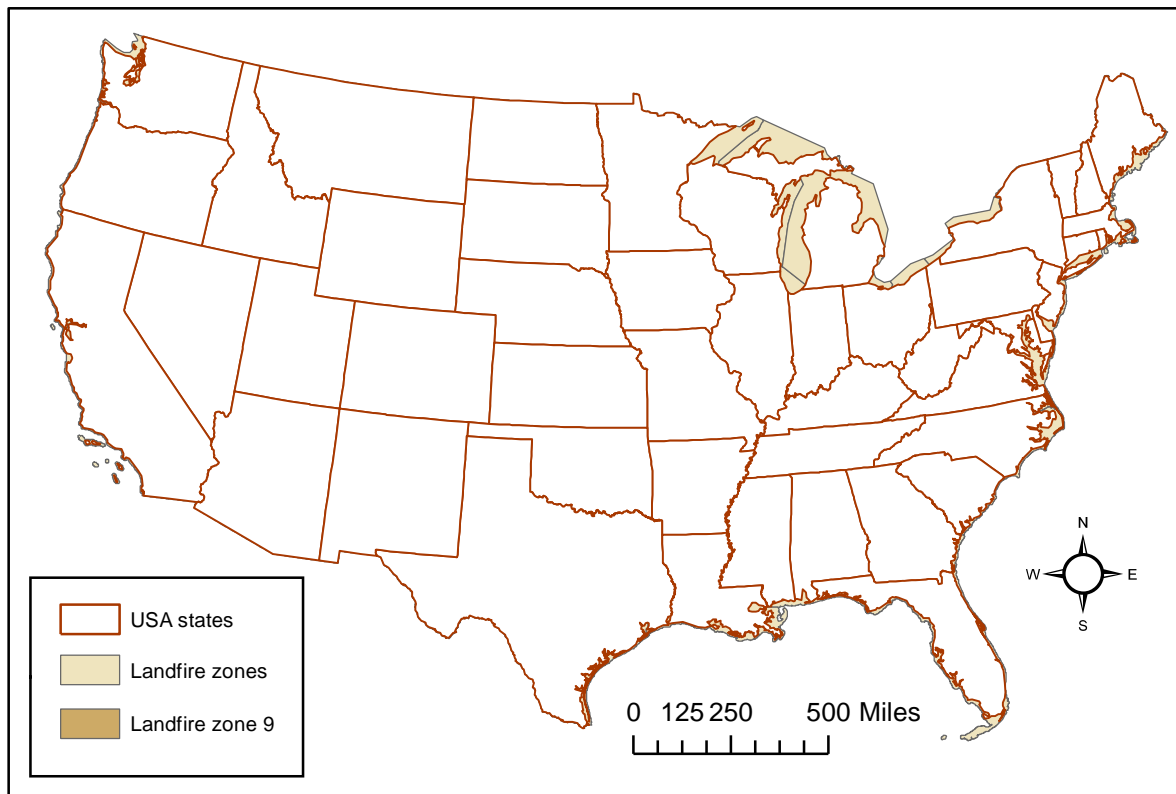 N
W E
S
USA states
Landfire zones
Landfire zone 9
0 125 250 500 Miles